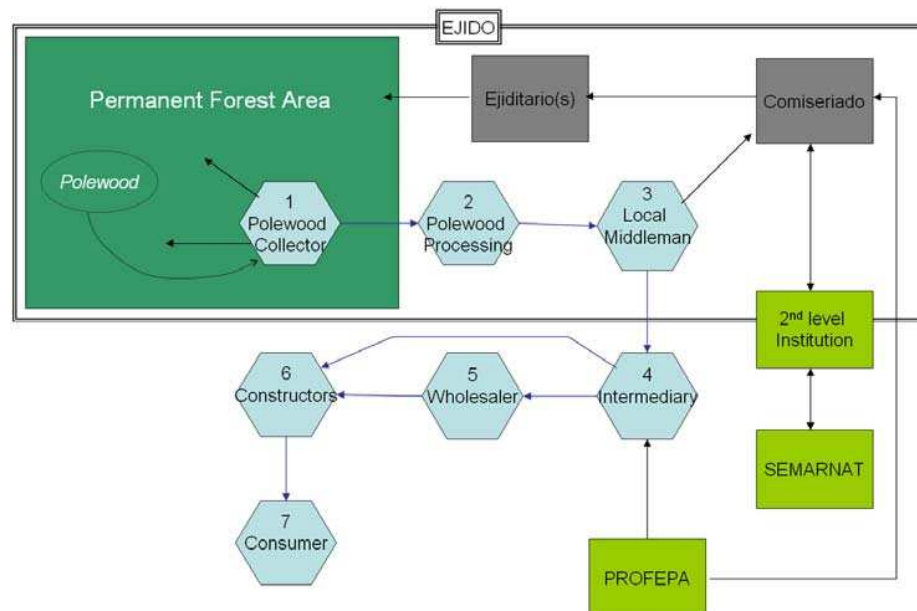 EJIDO
Permanent Forest Area
Ejiditario(s)
Comiseriado
Polewood
1
Polewood
Collector
2
Polewood
Processing
3
Local
Middleman
2nd level
Institution
6
Constructors
5
Wholesaler
4
Intermediary
SEMARNAT
7
Consumer
PROFEPA